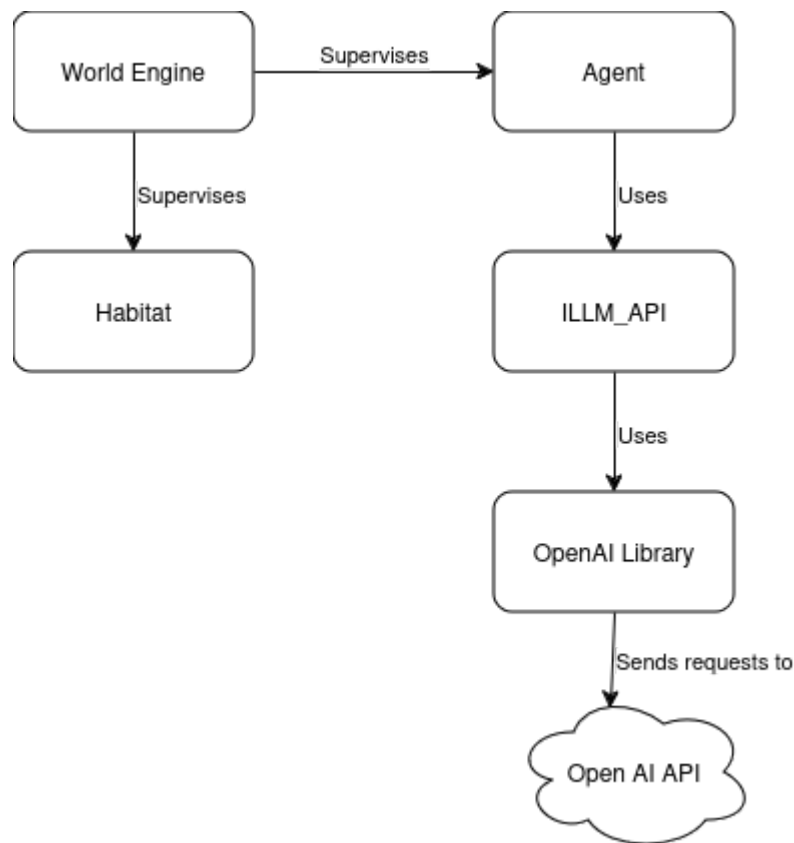 World Engine
Supervises
Agent
Supervises
Uses
Habitat
ILLM_API
Uses
OpenAI Library
Sends requests to
Open AI API